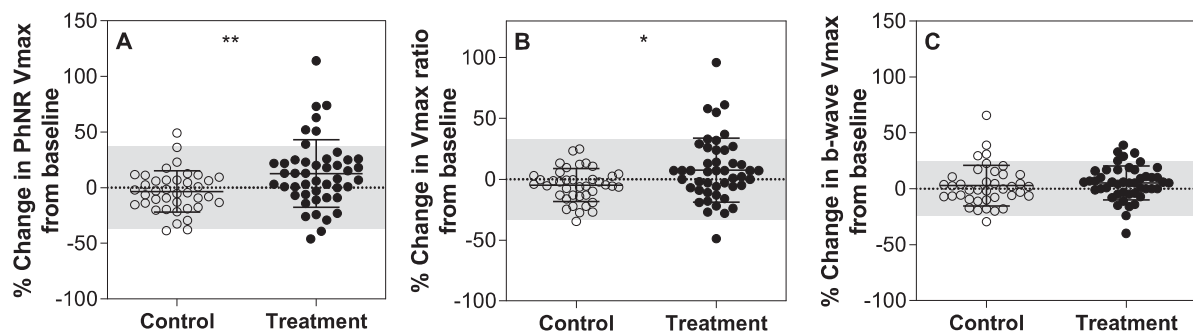 A
**
% Change in PhNR Vmax
from baseline
150
100
50
0
-50
-100
Control
Treatment
B
*
% Change in Vmax ratio
from baseline
100
50
0
-50
-100
Control
Treatment
C
% Change in b-wave Vmax
from baseline
150
100
50
0
-50
-100
Control
Treatment